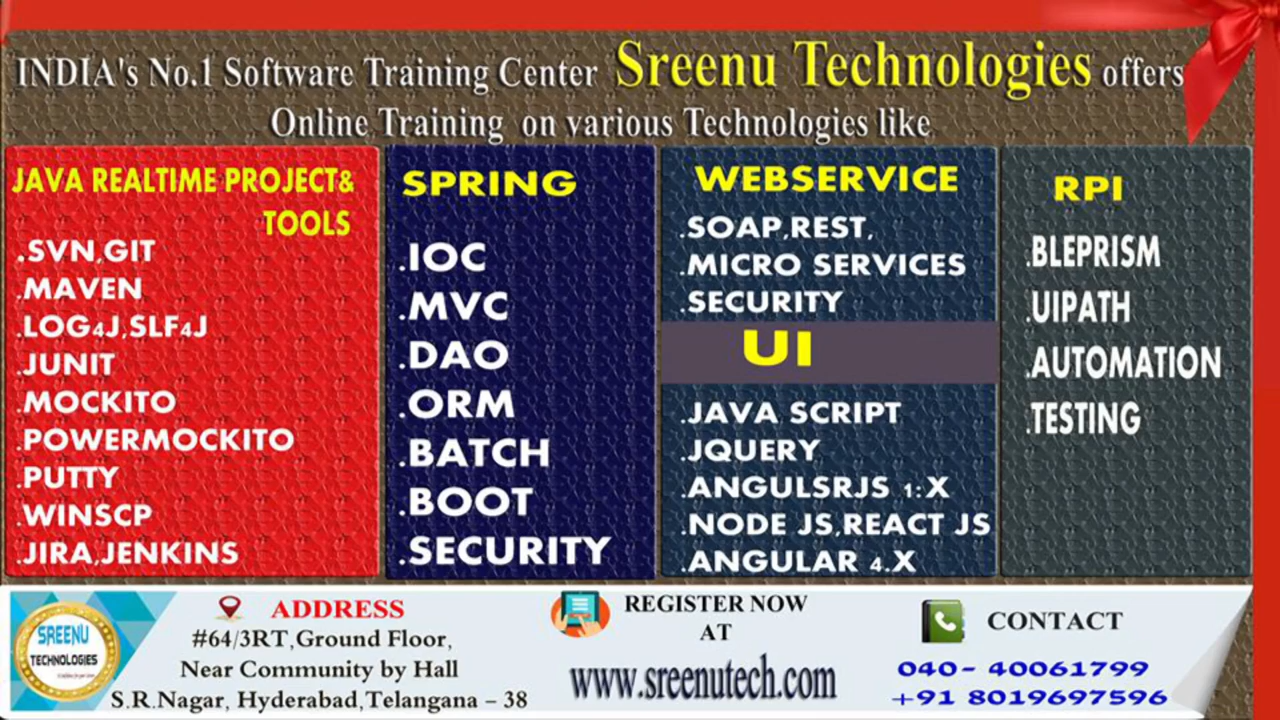 INDIA's No.1 Software Training Center Sreenu Technologies offers
Online Training on various Technologies like
JAVA REALTIME PROJECT&
TOOLS
.SVN,GIT
.MAVEN
.LOG4J,SLF4J
.JUNIT
.MOCKITO
.POWERMOCKITO
.PUTTY
.WINSCP
.JIRA,JENKINS
SPRING
.IOC
.MVC
.DAO
.ORM
.BATCH
.BOOT
.SECURITY
WEBSERVICE
.SOAP,REST,
.MICRO SERVICES
.SECURITY
UI
.JAVA SCRIPT
.JQUERY
.ANGULSRJS 1:X
.NODE JS,REACT JS
.ANGULAR 4.X
RPI
.BLEPRISM
.UIPATH
.AUTOMATION
.TESTING
SREENU
TECHNOLOGIES
ADDRESS
#64/3RT,Ground Floor,
Near Community by Hall
S.R.Nagar, Hyderabad,Telangana – 38
REGISTER NOW
AT
www.sreenutech.com
CONTACT
040- 40061799
+91 8019697596